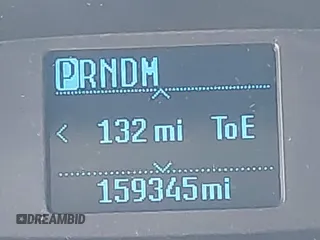 PRNDM
< 132 mi ToE
159345mi
DREAMBID